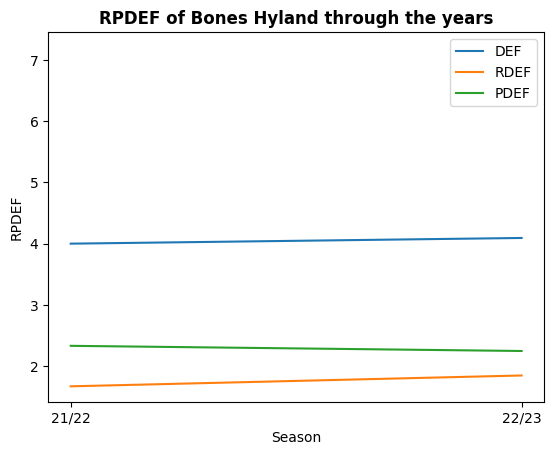 RPDEF of Bones Hyland through the years
DEF
RDEF
PDEF
7
6
5
4
3
2
RPDEF
21/22
22/23
Season